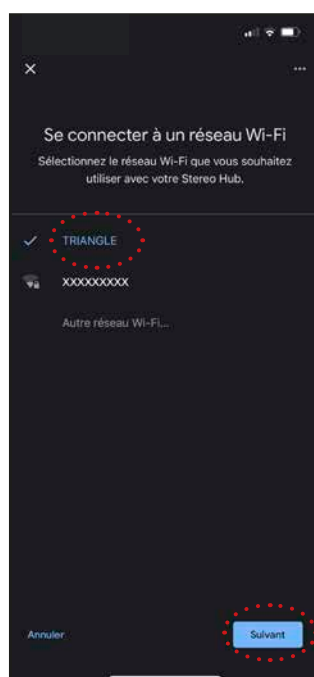 Se connecter à un réseau Wi-Fi
Sélectionnez le réseau Wi-Fi que vous souhaitez
utiliser avec votre Stereo Hub.
TRIANGLE
XXXXXXXXX
Autre réseau Wi-Fi...
Annuler
Suivant